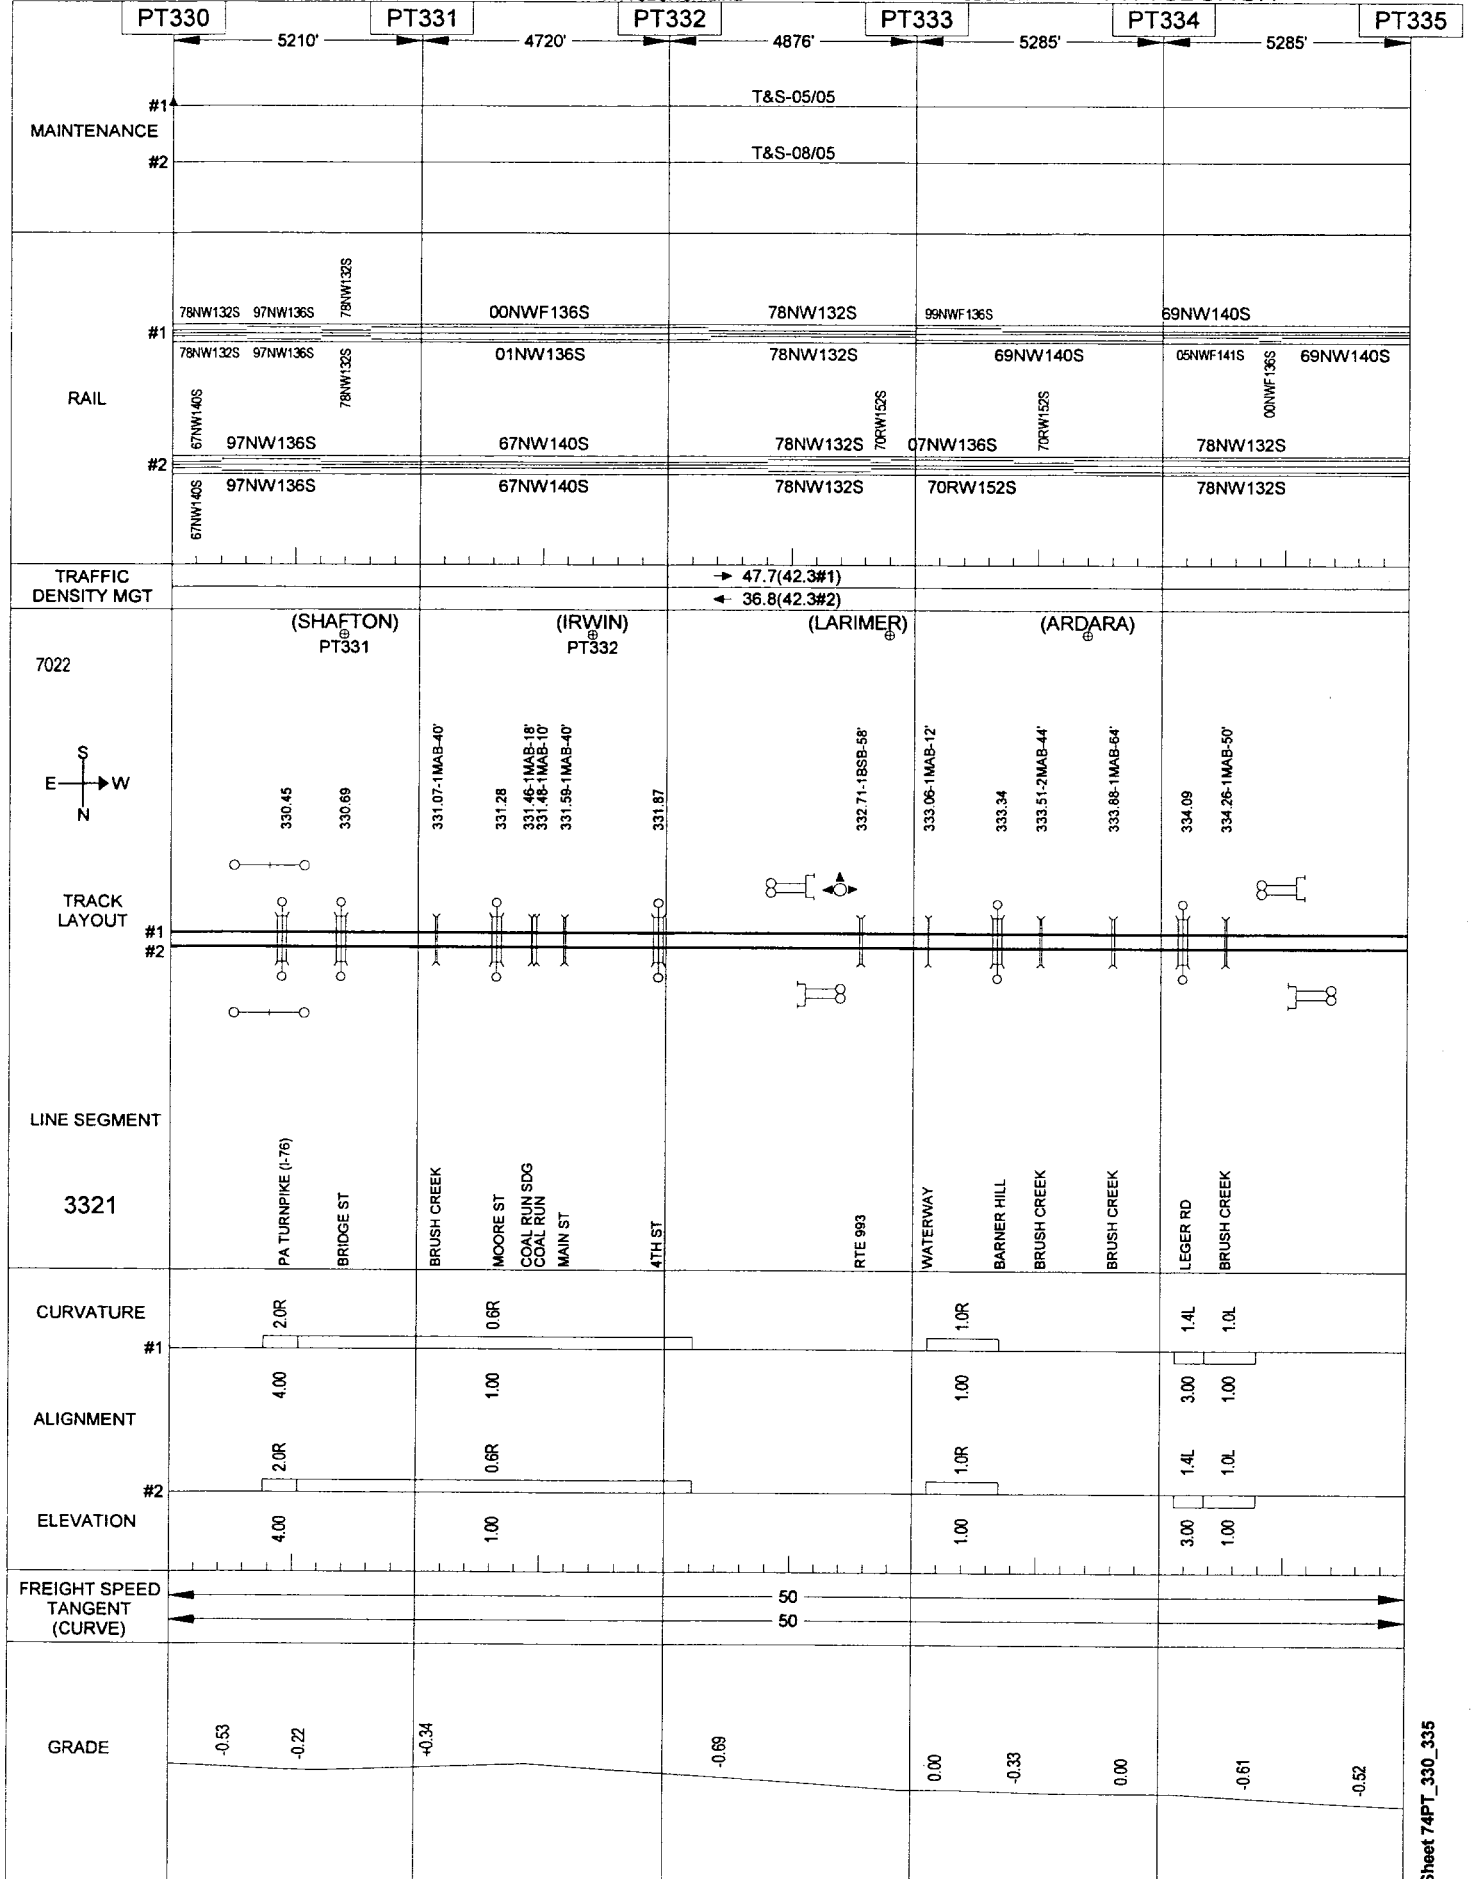 PT330 PT331 PT332 PT333 PT334 PT335
5210' 4720' 4876' 5285' 5285'
#1 T&S-05/05
MAINTENANCE
#2 T&S-08/05
78NW132S 97NW136S 78NW132S 00NWF136S 78NW132S 99NWF136S 69NW140S
#1
78NW132S 97NW136S 78NW132S 01NW136S 78NW132S 69NW140S 05NWF141S 00NWF136S 69NW140S
RAIL
67NW140S 97NW136S 67NW140S 78NW132S 70RW152S 07NW136S 70RW152S 78NW132S
#2
67NW140S 97NW136S 67NW140S 78NW132S 70RW152S 78NW132S
TRAFFIC
DENSITY MGT
47.7(42.3#1)
36.8(42.3#2)
(SHAFTON) (IRWIN) (LARIMER) (ARDARA)
PT331 PT332
7022
S
E W
N
330.45
330.69
331.07-1MAB-40'
331.28
331.46-1MAB-18'
331.48-1MAB-10'
331.59-1MAB-40'
331.87
332.71-1BSB-58'
333.06-1MAB-12'
333.34
333.51-2MAB-44'
333.88-1MAB-64'
334.09
334.26-1MAB-50'
TRACK
LAYOUT
#1
#2
LINE SEGMENT
3321
PA TURNPIKE (I-76)
BRIDGE ST
BRUSH CREEK
MOORE ST
COAL RUN SDG
COAL RUN
MAIN ST
4TH ST
RTE 993
WATERWAY
BARNER HILL
BRUSH CREEK
BRUSH CREEK
LEGER RD
BRUSH CREEK
CURVATURE
2.0R 0.6R 1.0R 1.4L 1.0L
#1
4.00 1.00 1.00 3.00 1.00
ALIGNMENT
2.0R 0.6R 1.0R 1.4L 1.0L
#2
ELEVATION
4.00 1.00 1.00 3.00 1.00
FREIGHT SPEED
TANGENT
(CURVE)
50
50
GRADE
-0.53 -0.22 +0.34 -0.69 0.00 -0.33 0.00 -0.61 -0.52
Sheet 74PT_330_335